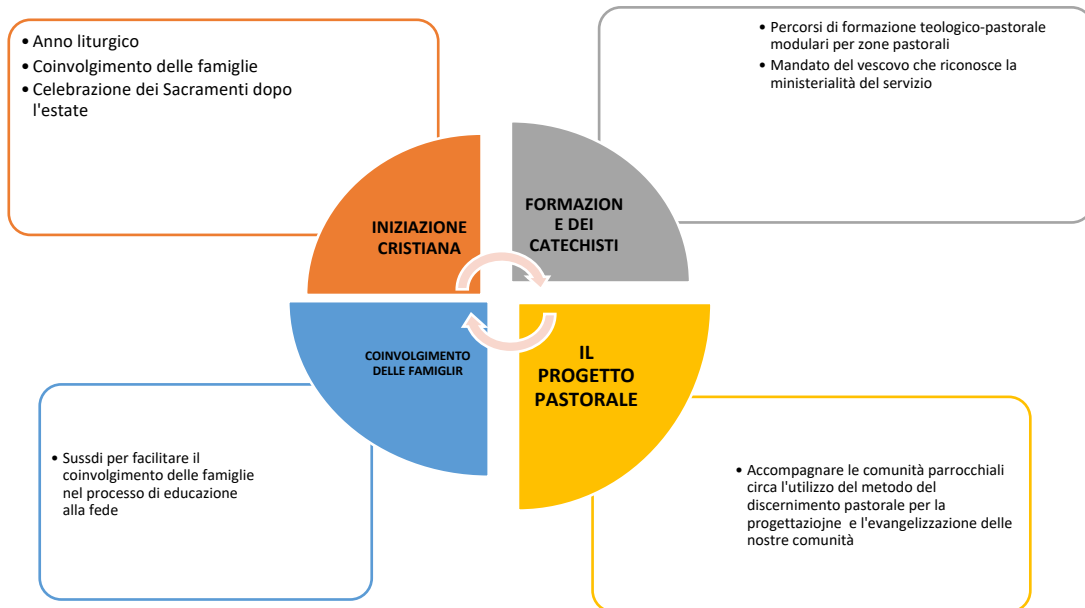 • Anno liturgico
• Coinvolgimento delle famiglie
• Celebrazione dei Sacramenti dopo
l'estate
• Percorsi di formazione teologico-pastorale
modulari per zone pastorali
• Mandato del vescovo che riconosce la
ministerialità del servizio
INIZIAZIONE
CRISTIANA
FORMAZION
E DEI
CATECHISTI
COINVOLGIMENTO
DELLE FAMIGLIR
IL
PROGETTO
PASTORALE
• Sussdi per facilitare il
coinvolgimento delle famiglie
nel processo di educazione
alla fede
• Accompagnare le comunità parrocchiali
circa l'utilizzo del metodo del
discernimento pastorale per la
progettaziojne e l'evangelizzazione delle
nostre comunità